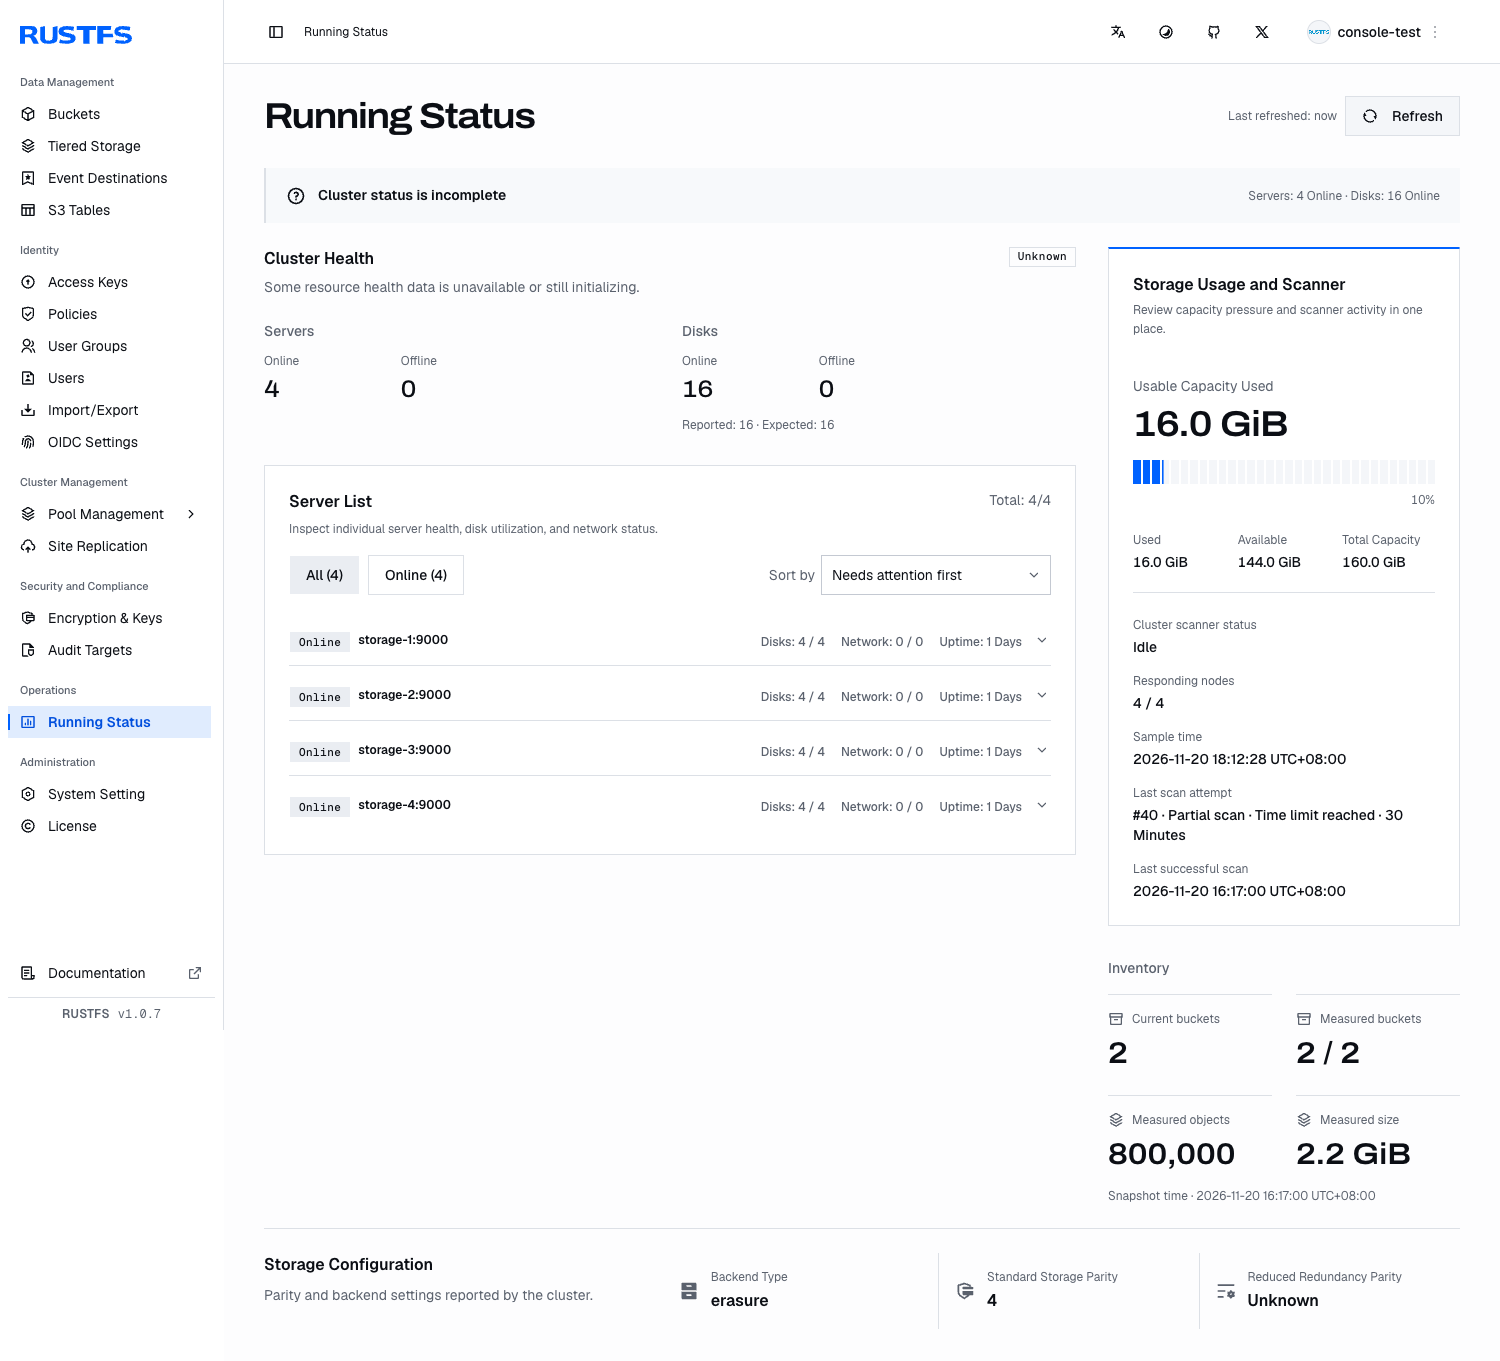 RUSTFS
Data Management
Buckets
Tiered Storage
Event Destinations
S3 Tables
Identity
Access Keys
Policies
User Groups
Users
Import/Export
OIDC Settings
Cluster Management
Pool Management
Site Replication
Security and Compliance
Encryption & Keys
Audit Targets
Operations
Running Status
Administration
System Setting
License
Documentation
RUSTFS v1.0.7
Running Status
RUSTFS
console-test
Running Status
Last refreshed: now
Refresh
Cluster status is incomplete
Servers: 4 Online · Disks: 16 Online
Cluster Health
Unknown
Some resource health data is unavailable or still initializing.
Servers
Online
4
Offline
0
Disks
Online
16
Offline
0
Reported: 16 · Expected: 16
Server List
Total: 4/4
Inspect individual server health, disk utilization, and network status.
All (4)
Online (4)
Sort by
Needs attention first
Online storage-1:9000 Disks: 4 / 4 Network: 0 / 0 Uptime: 1 Days
Online storage-2:9000 Disks: 4 / 4 Network: 0 / 0 Uptime: 1 Days
Online storage-3:9000 Disks: 4 / 4 Network: 0 / 0 Uptime: 1 Days
Online storage-4:9000 Disks: 4 / 4 Network: 0 / 0 Uptime: 1 Days
Storage Usage and Scanner
Review capacity pressure and scanner activity in one
place.
Usable Capacity Used
16.0 GiB
10%
Used
16.0 GiB
Available
144.0 GiB
Total Capacity
160.0 GiB
Cluster scanner status
Idle
Responding nodes
4 / 4
Sample time
2026-11-20 18:12:28 UTC+08:00
Last scan attempt
#40 · Partial scan · Time limit reached · 30
Minutes
Last successful scan
2026-11-20 16:17:00 UTC+08:00
Inventory
Current buckets
2
Measured buckets
2 / 2
Measured objects
800,000
Measured size
2.2 GiB
Snapshot time · 2026-11-20 16:17:00 UTC+08:00
Storage Configuration
Parity and backend settings reported by the cluster.
Backend Type
erasure
Standard Storage Parity
4
Reduced Redundancy Parity
Unknown